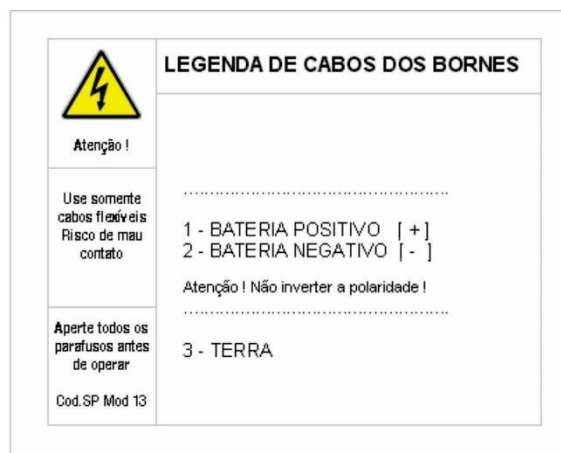 LEGENDA DE CABOS DOS BORNES
Atenção !
Use somente
cabos flexíveis
Risco de mau
contato
Aperte todos os
parafusos antes
de operar
Cod.SP Mod 13
...................................................
1 - BATERIA POSITIVO [ + ]
2 - BATERIA NEGATIVO [ - ]
Atenção ! Não inverter a polaridade !
...................................................
3 - TERRA